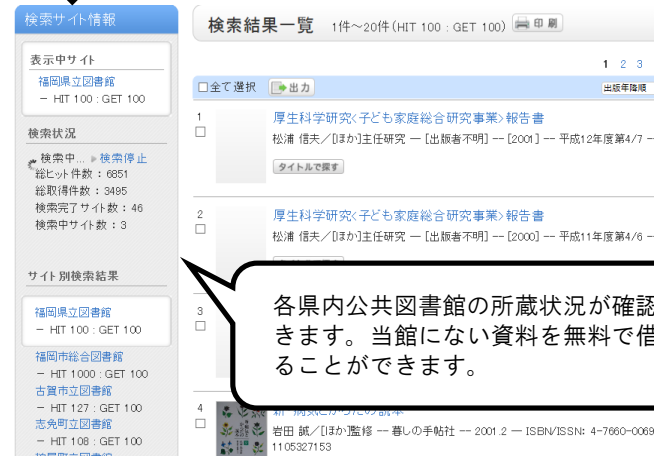 検索サイト情報
表示中サイト
福岡県立図書館
－ HIT 100 : GET 100
検索状況
検索中... 検索停止
総ヒット件数：6851
総取得件数：3495
検索完了サイト数：46
検索中サイト数：3
サイト別検索結果
福岡県立図書館
－ HIT 100 : GET 100
福岡市総合図書館
－ HIT 1000 : GET 100
古賀市立図書館
－ HIT 127 : GET 100
志免町立図書館
－ HIT 108 : GET 100
検索結果一覧 1件～20件(HIT 100 : GET 100) 印刷
1 2 3
全て選択 出力 出版年降順
1 厚生科学研究<子ども家庭総合研究事業>報告書
松浦 信夫／[ほか]主任研究 — [出版者不明] -- [2001] -- 平成12年度第4/7 --
タイトルで探す
2 厚生科学研究<子ども家庭総合研究事業>報告書
松浦 信夫／[ほか]主任研究 — [出版者不明] -- [2000] -- 平成11年度第4/6 --
3
各県内公共図書館の所蔵状況が確認
きます。当館にない資料を無料で借
ることができます。
4
岩田 誠／[ほか]監修 -- 暮しの手帖社 -- 2001.2 — ISBN/ISSN: 4-7660-0069
1105327153